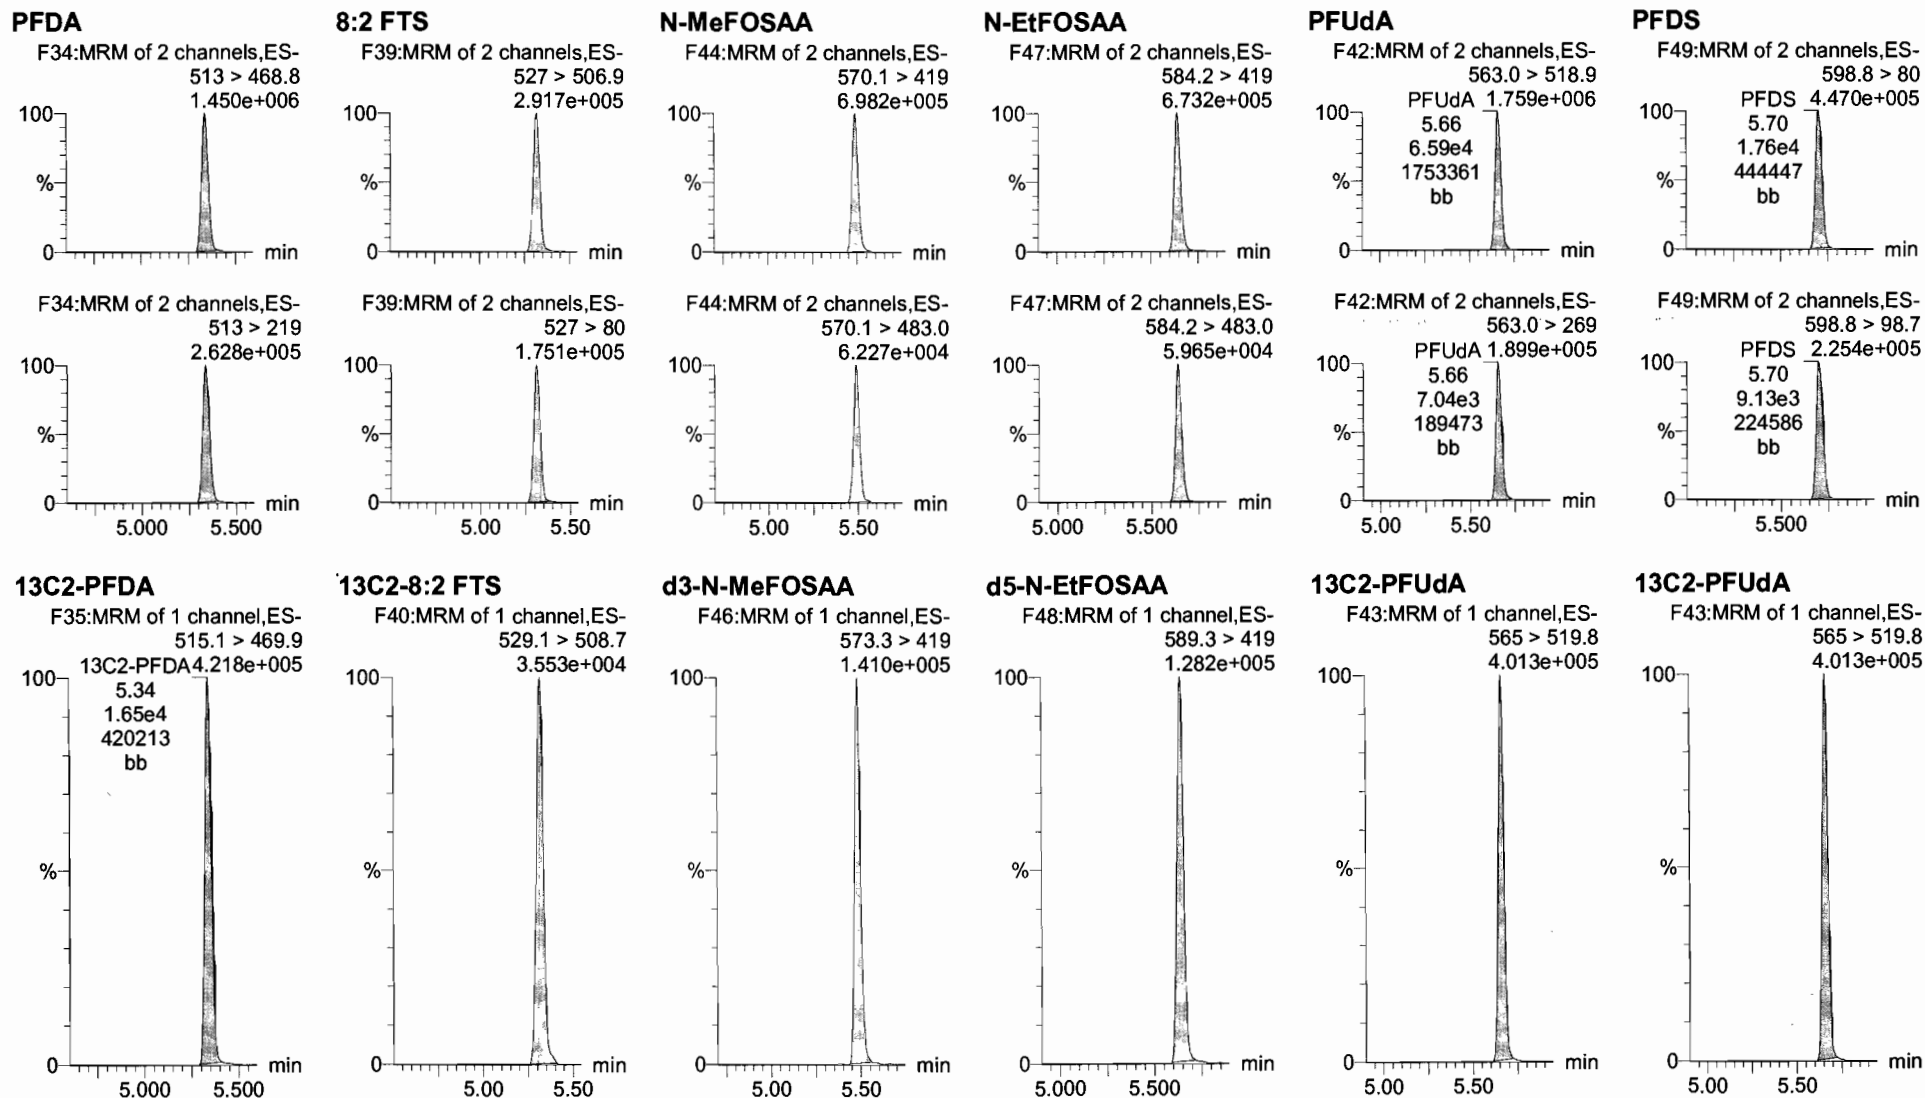 PFDA
F34:MRM of 2 channels,ES-
513 > 468.8
1.450e+006
100
%
0
min
F34:MRM of 2 channels,ES-
513 > 219
2.628e+005
100
%
0
min
5.000 5.500
8:2 FTS
F39:MRM of 2 channels,ES-
527 > 506.9
2.917e+005
100
%
0
min
F39:MRM of 2 channels,ES-
527 > 80
1.751e+005
100
%
0
min
5.00 5.50
N-MeFOSAA
F44:MRM of 2 channels,ES-
570.1 > 419
6.982e+005
100
%
0
min
F44:MRM of 2 channels,ES-
570.1 > 483.0
6.227e+004
100
%
0
min
5.00 5.50
N-EtFOSAA
F47:MRM of 2 channels,ES-
584.2 > 419
6.732e+005
100
%
0
min
F47:MRM of 2 channels,ES-
584.2 > 483.0
5.965e+004
100
%
0
min
5.000 5.500
PFUdA
F42:MRM of 2 channels,ES-
563.0 > 518.9
PFUdA 1.759e+006
100
5.66
6.59e4
1753361
bb
%
0
min
F42:MRM of 2 channels,ES-
563.0 > 269
PFUdA 1.899e+005
100
5.66
7.04e3
189473
bb
%
0
min
5.00 5.50
PFDS
F49:MRM of 2 channels,ES-
598.8 > 80
PFDS 4.470e+005
100
5.70
1.76e4
444447
bb
%
0
min
F49:MRM of 2 channels,ES-
598.8 > 98.7
PFDS 2.254e+005
100
5.70
9.13e3
224586
bb
%
0
min
5.500
13C2-PFDA
F35:MRM of 1 channel,ES-
515.1 > 469.9
13C2-PFDA 4.218e+005
100
5.34
1.65e4
420213
bb
%
0
min
5.000 5.500
13C2-8:2 FTS
F40:MRM of 1 channel,ES-
529.1 > 508.7
3.553e+004
100
%
0
min
5.00 5.50
d3-N-MeFOSAA
F46:MRM of 1 channel,ES-
573.3 > 419
1.410e+005
100
%
0
min
5.00 5.50
d5-N-EtFOSAA
F48:MRM of 1 channel,ES-
589.3 > 419
1.282e+005
100
%
0
min
5.000 5.500
13C2-PFUdA
F43:MRM of 1 channel,ES-
565 > 519.8
4.013e+005
100
%
0
min
5.00 5.50
13C2-PFUdA
F43:MRM of 1 channel,ES-
565 > 519.8
4.013e+005
100
%
0
min
5.00 5.50